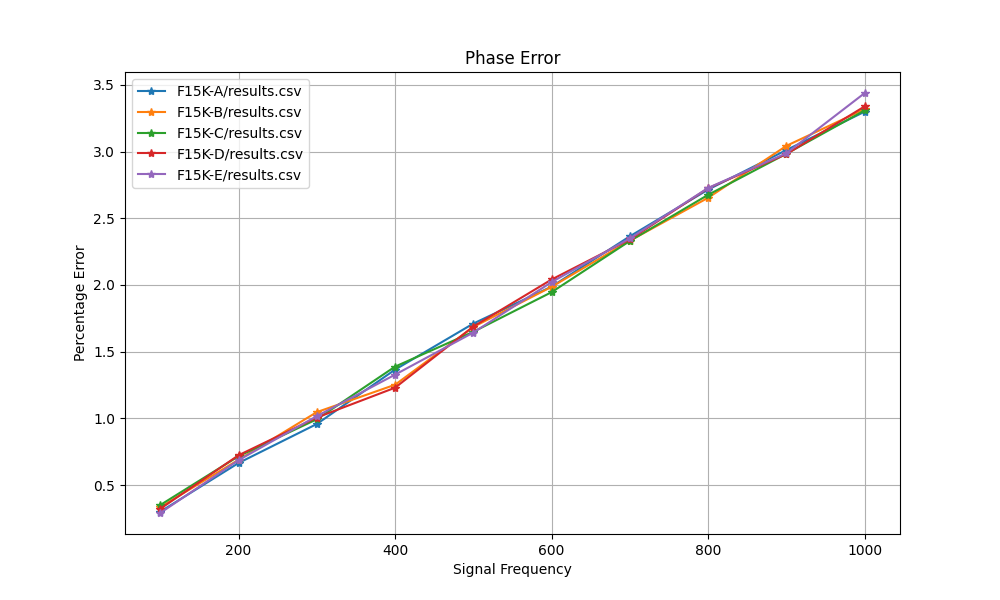 Phase Error
F15K-A/results.csv
F15K-B/results.csv
F15K-C/results.csv
F15K-D/results.csv
F15K-E/results.csv
Percentage Error
3.5
3.0
2.5
2.0
1.5
1.0
0.5
200 400 600 800 1000
Signal Frequency